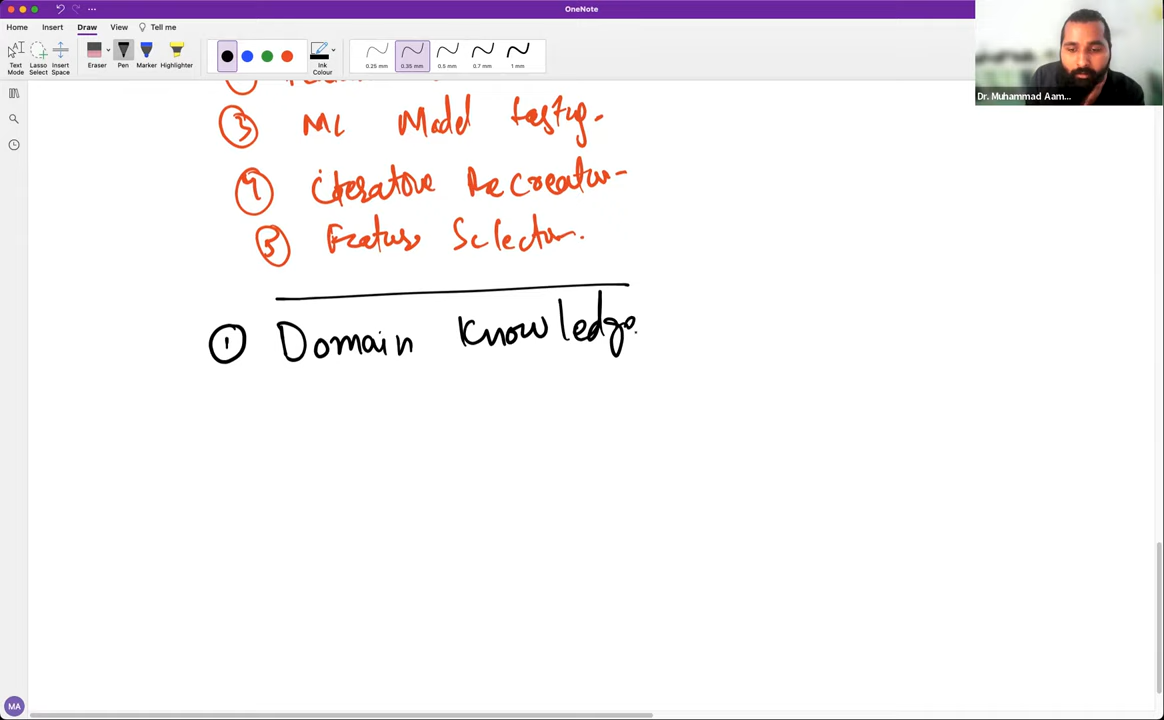 OneNote
Home Insert Draw View Tell me
Text Mode Lasso Select Insert Space Eraser Pen Marker Highlighter Ink Colour 0.25 mm 0.35 mm 0.5 mm 0.7 mm 1 mm
Dr. Muhammad Aam...
3 ML Model testing.
4 iterative Recreation
5 Feature Selection.
1 Domain Knowledge.
MA